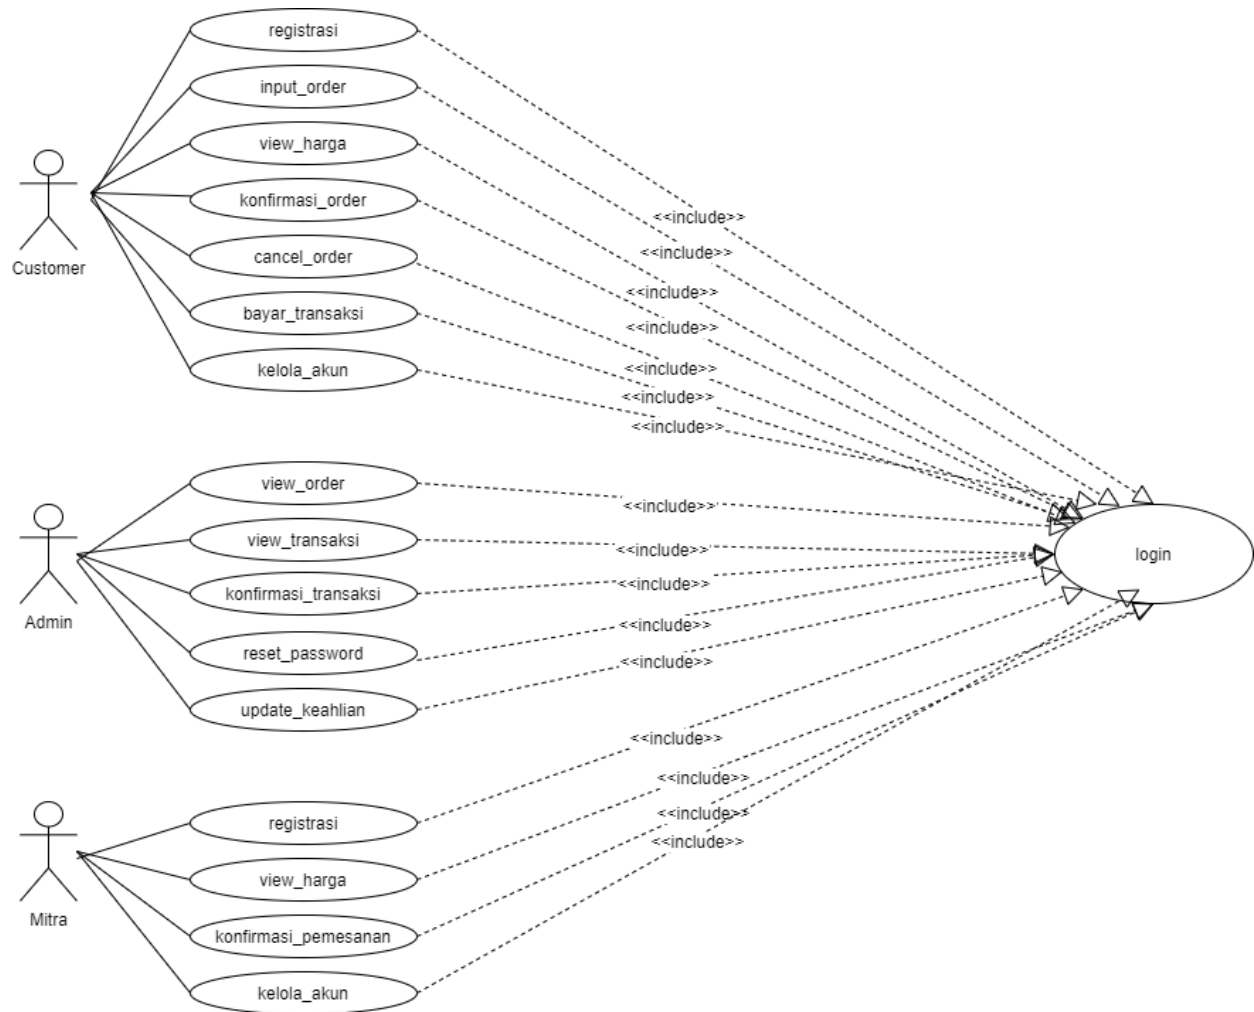 registrasi
input_order
view_harga
konfirmasi_order
cancel_order
bayar_transaksi
kelola_akun
Customer
<<include>>
<<include>>
<<include>>
<<include>>
<<include>>
<<include>>
<<include>>
view_order
view_transaksi
konfirmasi_transaksi
reset_password
update_keahlian
Admin
<<include>>
<<include>>
<<include>>
<<include>>
<<include>>
login
registrasi
view_harga
konfirmasi_pemesanan
kelola_akun
Mitra
<<include>>
<<include>>
<<include>>
<<include>>